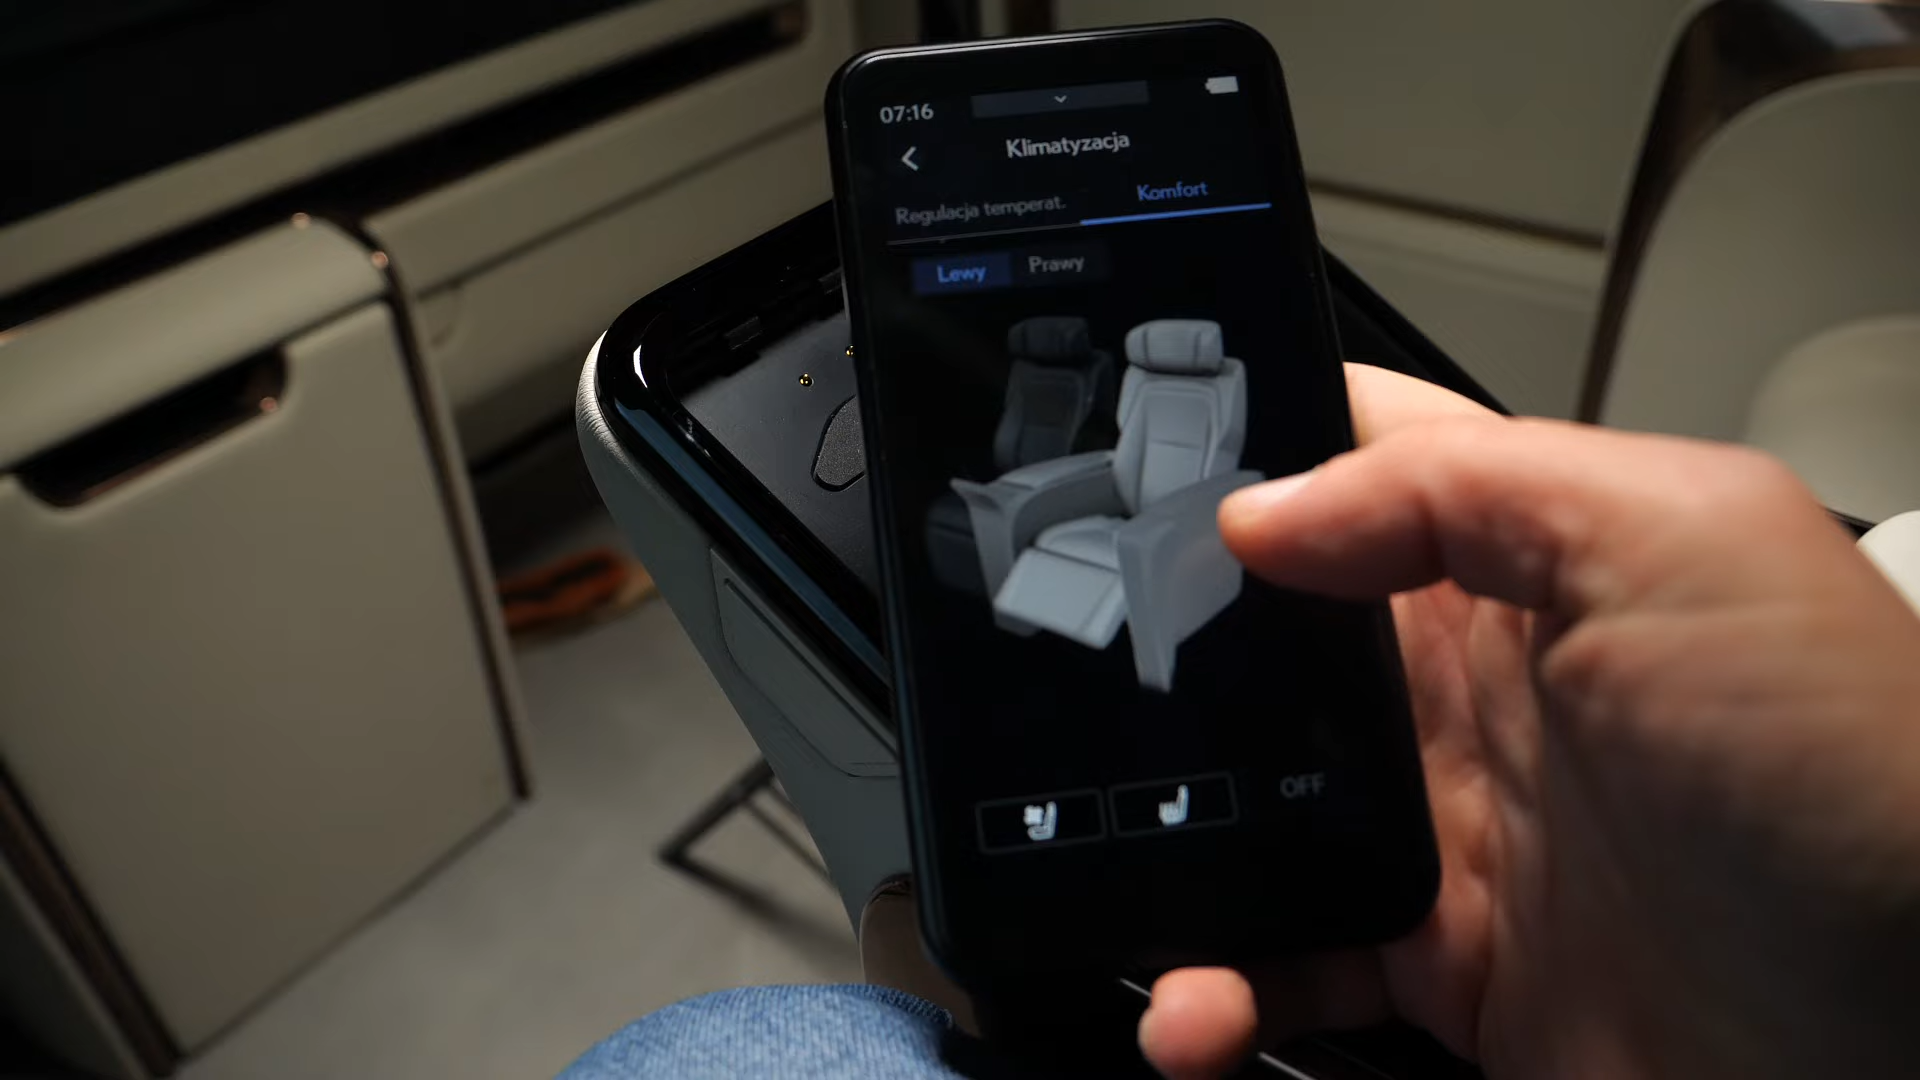 07:16
Klimatyzacja
Regulacja temperat.
Komfort
Lewy
Prawy
OFF